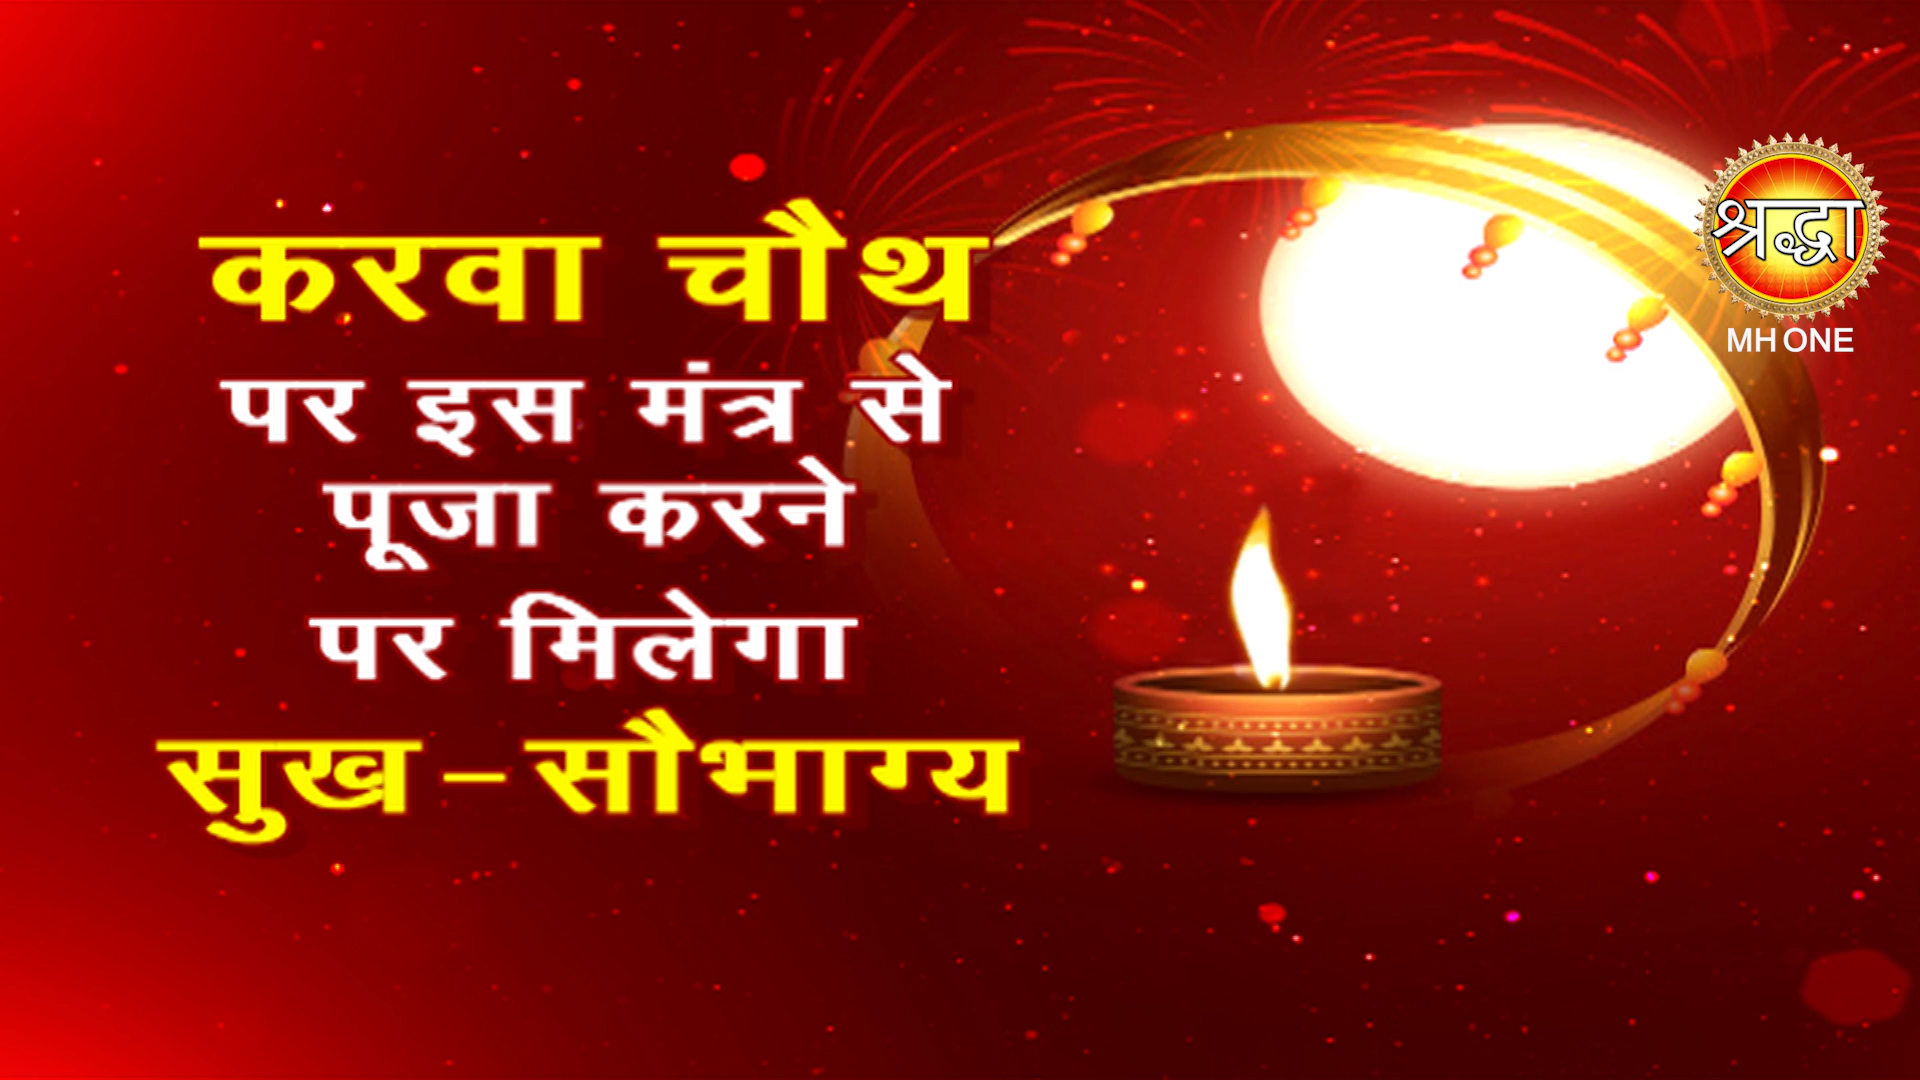 करवा चौथ
पर इस मंत्र से
पूजा करने
पर मिलेगा
सुख-सौभाग्य
श्रद्धा
MH ONE